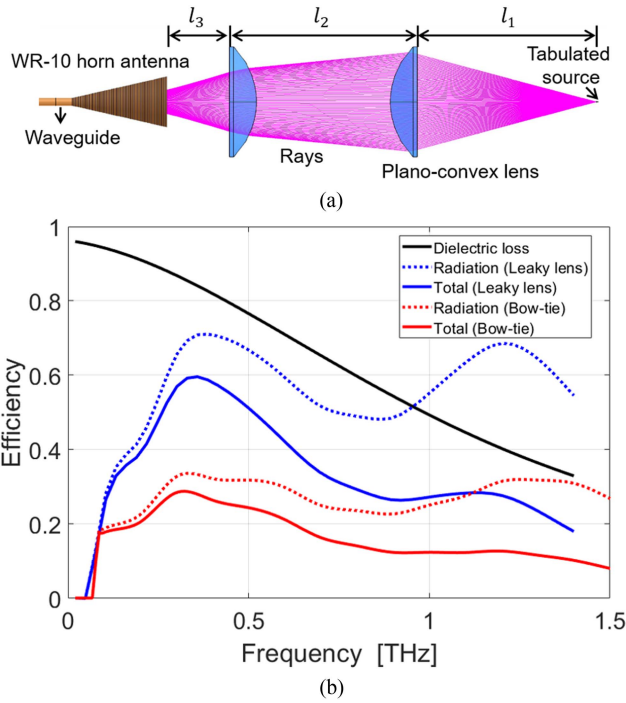 l₃
l₂
l₁
WR-10 horn antenna
Tabulated
source
Waveguide
Rays
Plano-convex lens
(a)
1
0.8
0.6
0.4
0.2
0
Efficiency
Dielectric loss
Radiation (Leaky lens)
Total (Leaky lens)
Radiation (Bow-tie)
Total (Bow-tie)
0
0.5
1
1.5
Frequency [THz]
(b)